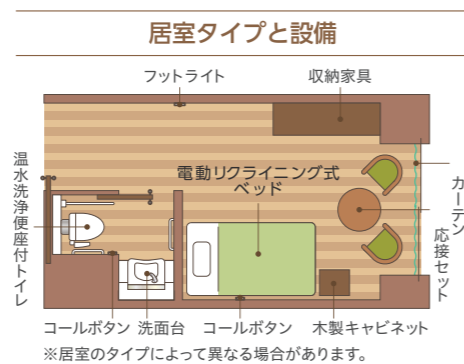 居室タイプと設備
フットライト
収納家具
温水洗浄便座付トイレ
電動リクライニング式
ベッド
カーテン
応接セット
コールボタン
洗面台
コールボタン
木製キャビネット
※居室のタイプによって異なる場合があります。